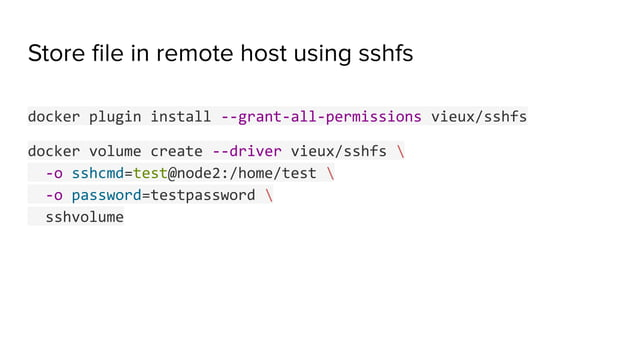 Store file in remote host using sshfs
docker plugin install --grant-all-permissions vieux/sshfs
docker volume create --driver vieux/sshfs \
-o sshcmd=test@node2:/home/test \
-o password=testpassword \
sshvolume